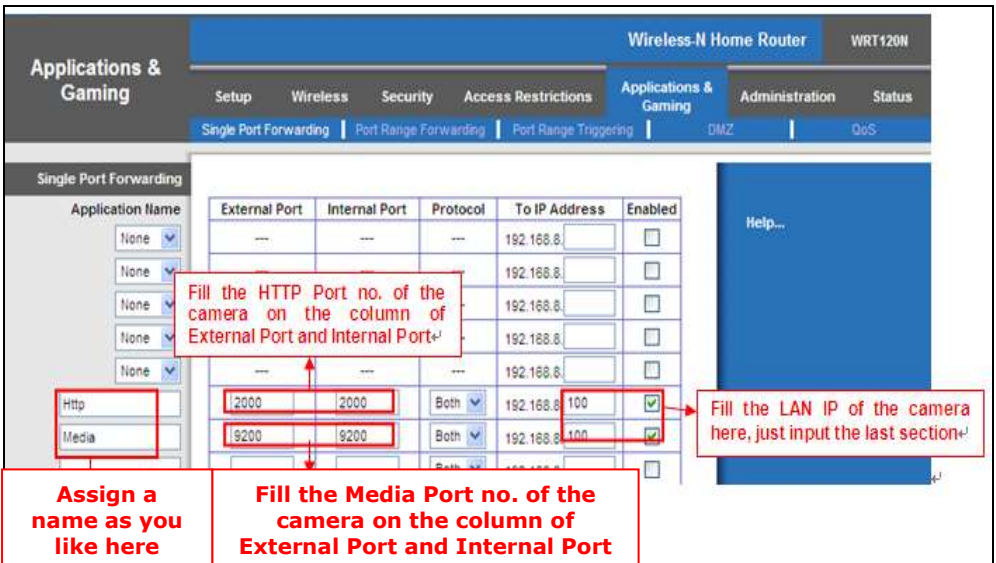 Wireless-N Home Router WRT120N
Applications &
Gaming
Setup Wireless Security Access Restrictions Applications & Gaming Administration Status
Single Port Forwarding Port Range Forwarding Port Range Triggering DMZ QoS
Single Port Forwarding
Application Name External Port Internal Port Protocol To IP Address Enabled
Help...
None --- --- --- 192.168.8.
None --- --- --- 192.168.8.
None 192.168.8.
None 192.168.8.
None --- --- --- 192.168.8.
Fill the HTTP Port no. of the
camera on the column of
External Port and Internal Port↵
Http 2000 2000 Both 192.168.8. 100
Media 9200 9200 Both 192.168.8. 100
Both
Fill the LAN IP of the camera
here, just input the last section↵
↵
Assign a
name as you
like here
Fill the Media Port no. of the
camera on the column of
External Port and Internal Port